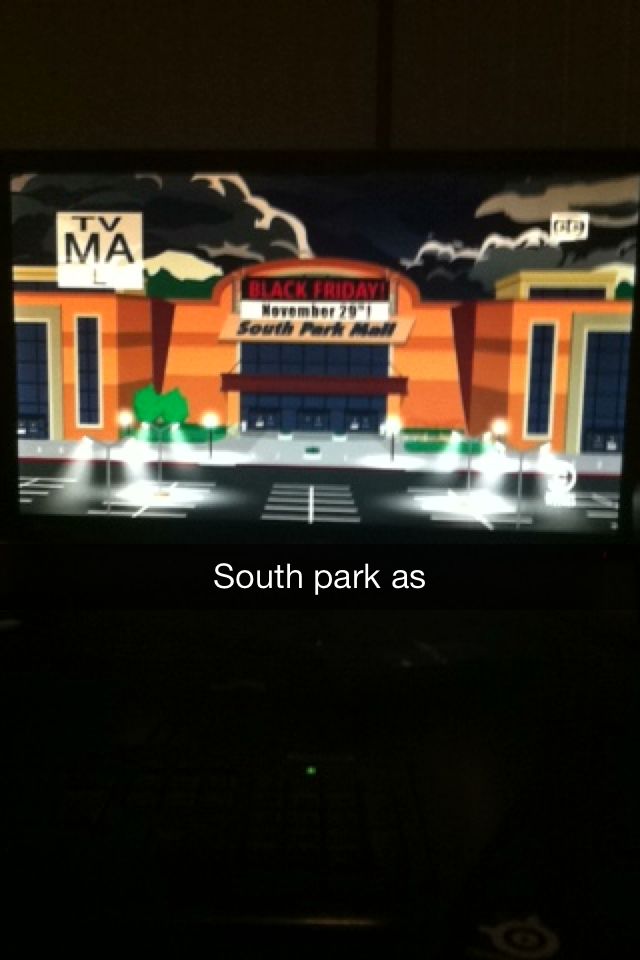 TV
MA
L
BLACK FRIDAY!
November 29th!
South Park Mall
South park as